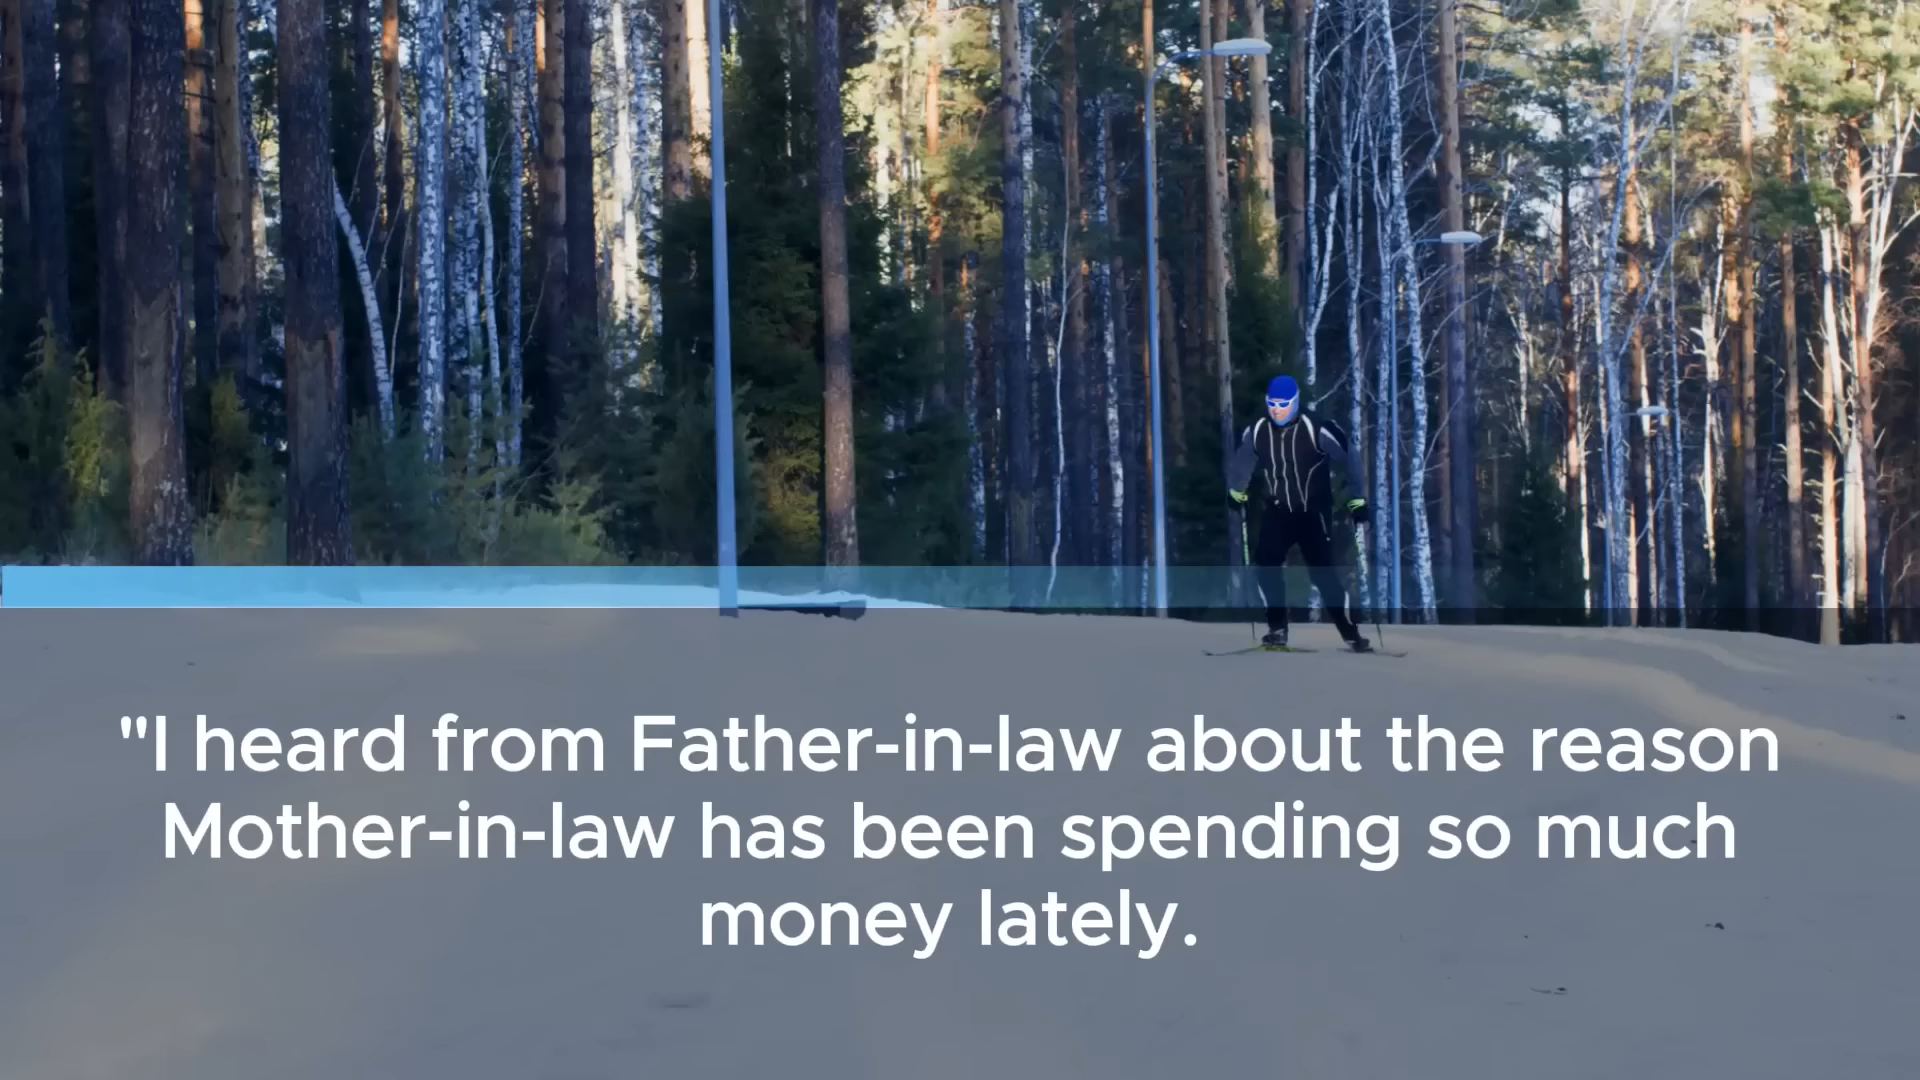 "I heard from Father-in-law about the reason
Mother-in-law has been spending so much
money lately.